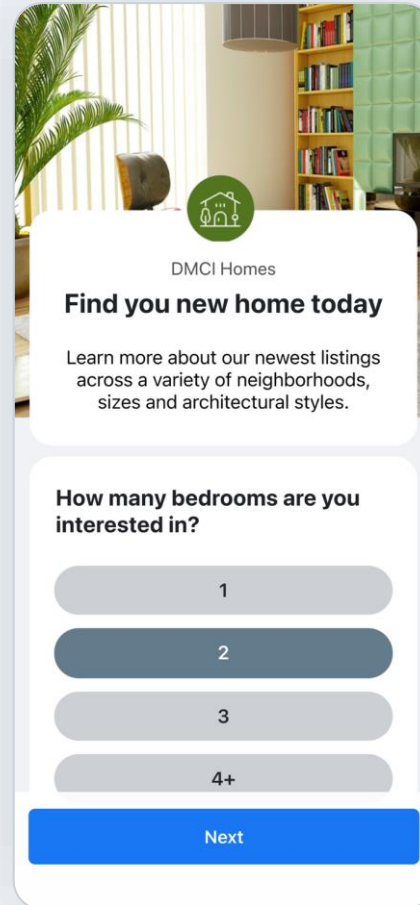 DMCI Homes
Find you new home today
Learn more about our newest listings
across a variety of neighborhoods,
sizes and architectural styles.
How many bedrooms are you
interested in?
1
2
3
4+
Next